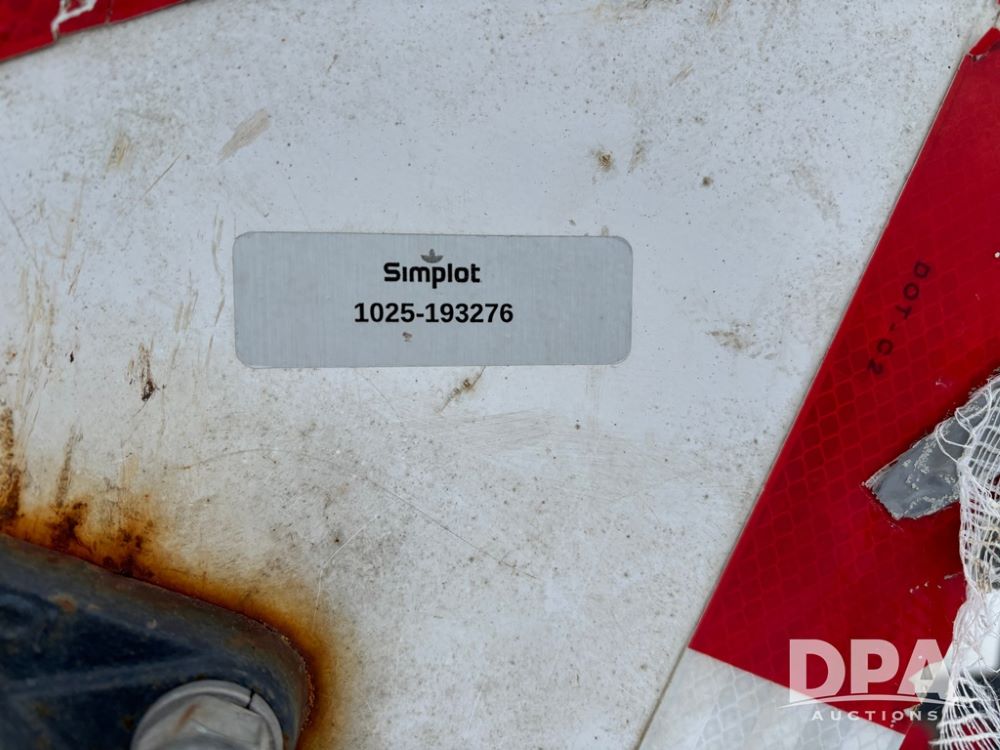 Simplot
1025-193276
DOT-C2
DPA
AUCTIONS